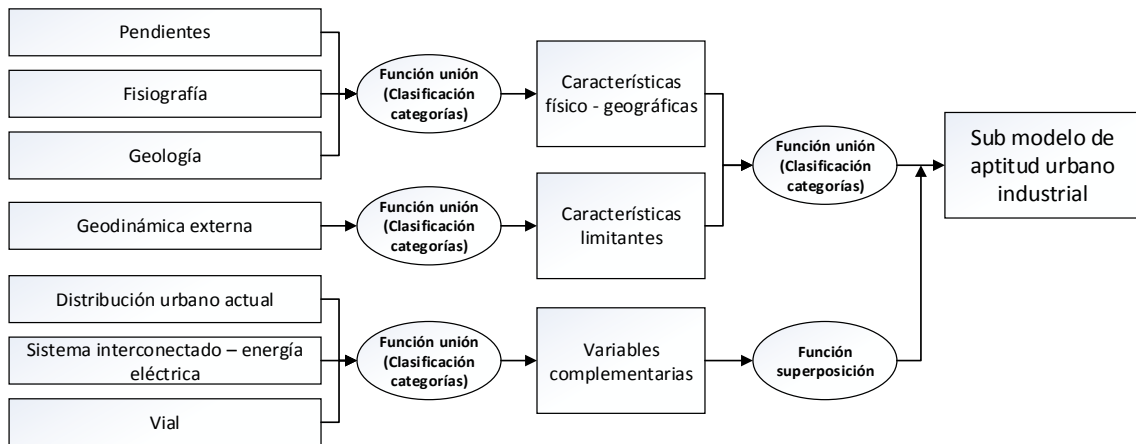 Pendientes
Fisiografía
Geología
Función unión
(Clasificación
categorías)
Características
físico - geográficas
Geodinámica externa
Función unión
(Clasificación
categorías)
Características
limitantes
Función unión
(Clasificación
categorías)
Sub modelo de
aptitud urbano
industrial
Distribución urbano actual
Sistema interconectado – energía
eléctrica
Vial
Función unión
(Clasificación
categorías)
Variables
complementarias
Función
superposición